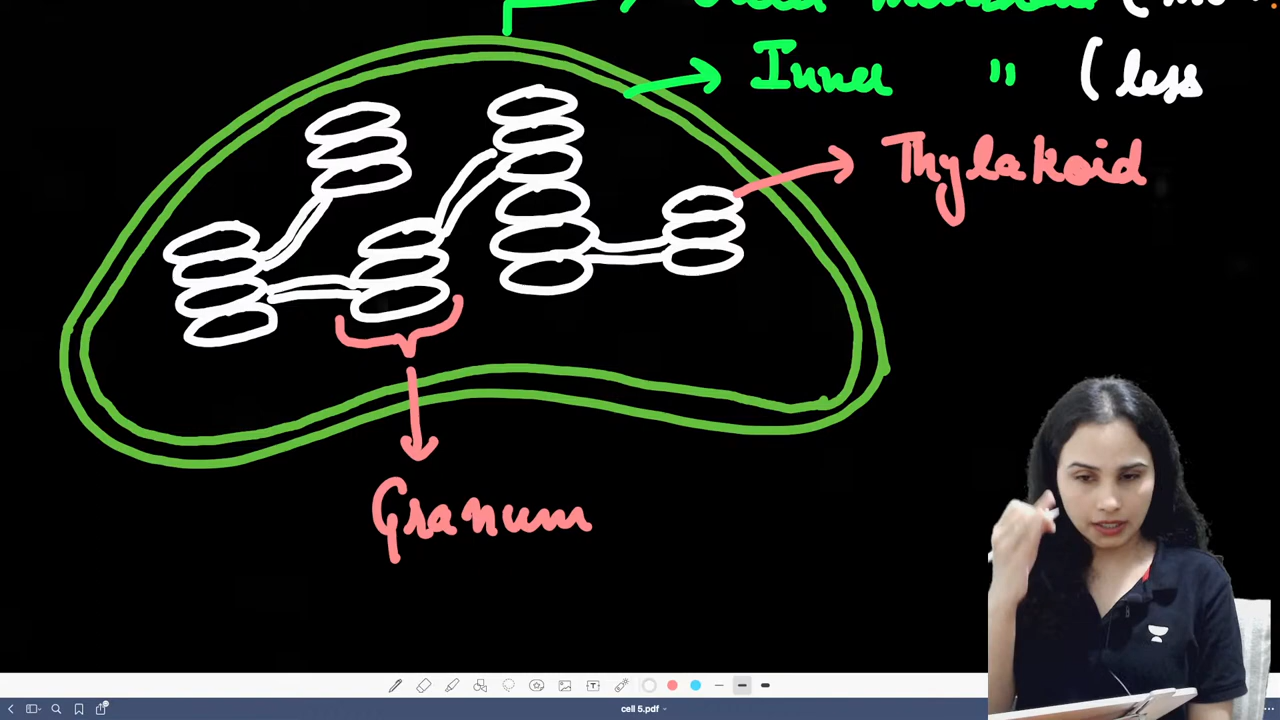 Inner " (less
Thylakoid
Granum
cell 5.pdf